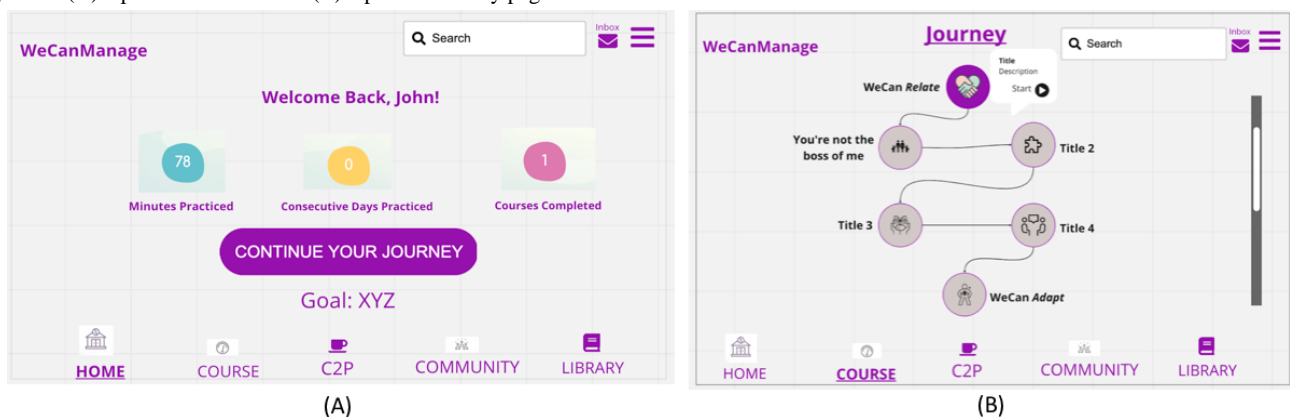 WeCanManage
Search
Inbox
Welcome Back, John!
78
0
1
Minutes Practiced
Consecutive Days Practiced
Courses Completed
CONTINUE YOUR JOURNEY
Goal: XYZ
HOME
COURSE
C2P
COMMUNITY
LIBRARY
(A)
WeCanManage
Journey
Search
Inbox
Title
Description
Start
WeCan Relate
You're not the
boss of me
Title 2
Title 3
Title 4
WeCan Adapt
HOME
COURSE
C2P
COMMUNITY
LIBRARY
(B)